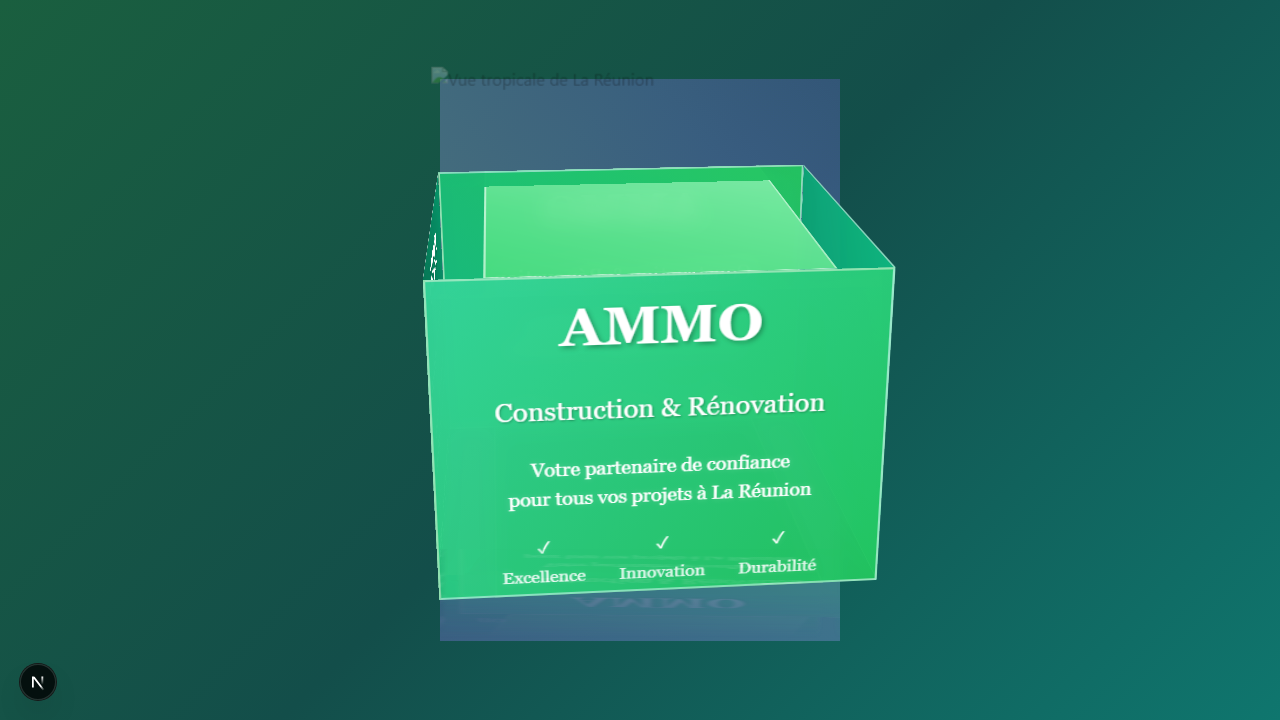 Vue tropicale de La Réunion
AMMO
Construction & Rénovation
Votre partenaire de confiance
pour tous vos projets à La Réunion
✓ ✓ ✓
Excellence Innovation Durabilité
AMMO
N